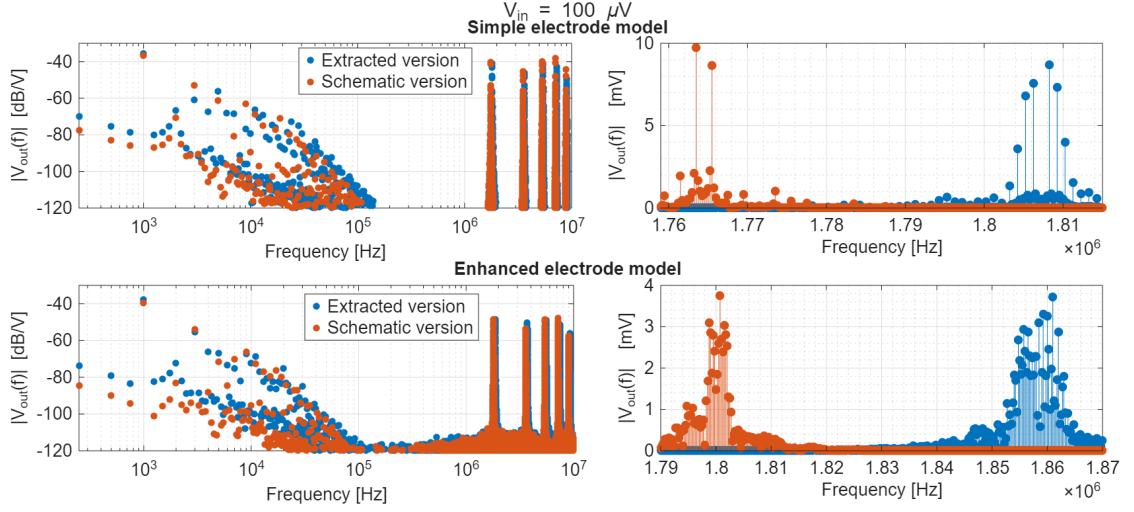 V_in = 100 μV
Simple electrode model
|V_out(f)| [dB/V]
-40
-60
-80
-100
-120
Extracted version
Schematic version
10^3 10^4 10^5 10^6 10^7
Frequency [Hz]
|V_out(f)| [mV]
10
5
0
1.76 1.77 1.78 1.79 1.8 1.81
Frequency [Hz]
×10^6
Enhanced electrode model
|V_out(f)| [dB/V]
-40
-60
-80
-100
-120
Extracted version
Schematic version
10^3 10^4 10^5 10^6 10^7
Frequency [Hz]
|V_out(f)| [mV]
4
3
2
1
0
1.79 1.8 1.81 1.82 1.83 1.84 1.85 1.86 1.87
Frequency [Hz]
×10^6